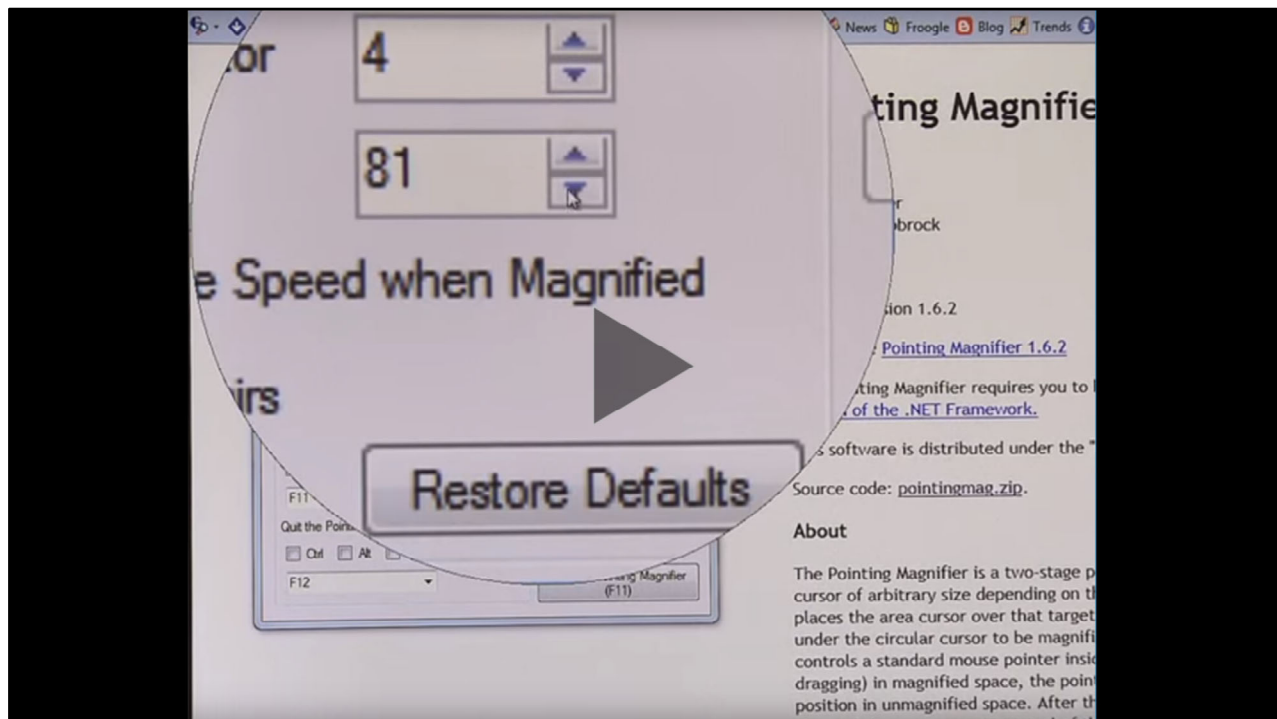 News Froogle Blog Trends
4
ting Magnifie
81
r
brock
e Speed when Magnified
sion 1.6.2
Pointing Magnifier 1.6.2
ting Magnifier requires you to
of the .NET Framework.
irs
s software is distributed under the "
Restore Defaults
Source code: pointingmag.zip.
F11
Quit the Poin
Ctrl Alt
About
F12
ing Magnifier
(F11)
The Pointing Magnifier is a two-stage p
cursor of arbitrary size depending on th
places the area cursor over that target
under the circular cursor to be magnifi
controls a standard mouse pointer insid
dragging) in magnified space, the point
position in unmagnified space. After th